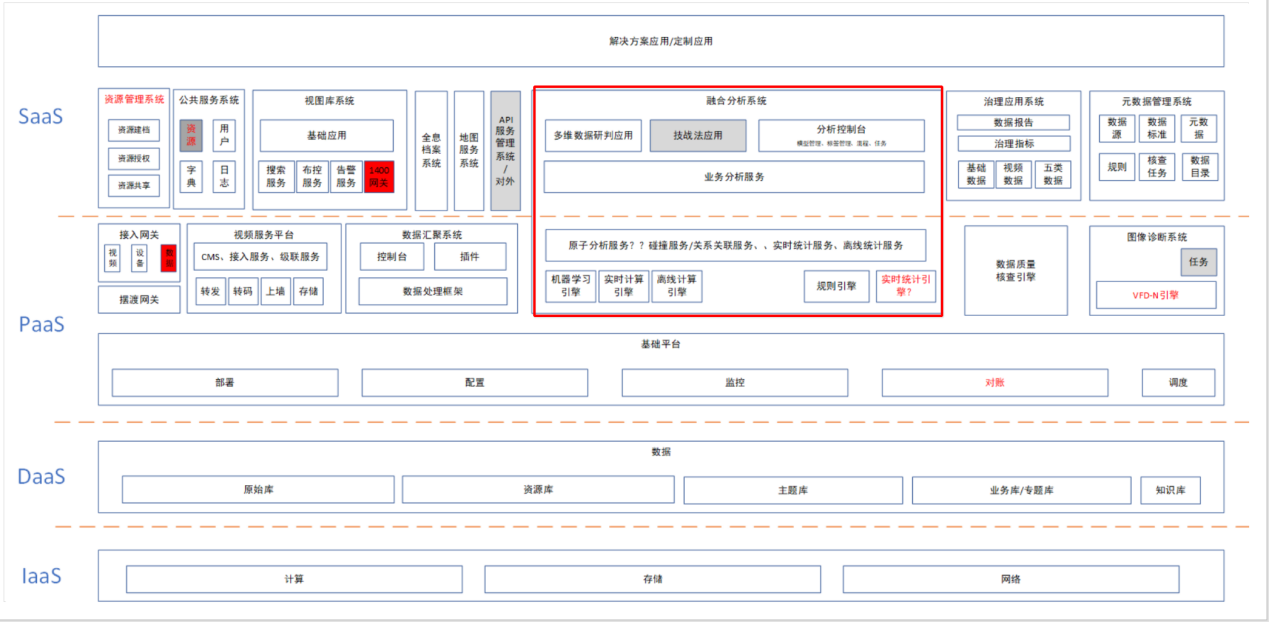 解决方案应用/定制应用
SaaS
资源管理系统
资源建档
资源授权
资源共享
公共服务系统
资
源
用
户
字
典
日
志
视图库系统
基础应用
搜索
服务
布控
服务
告警
服务
1400
网关
全息
档案
系统
地图
服务
系统
API
服务
管理
系统
/
对外
融合分析系统
多维数据研判应用
技战法应用
分析控制台
模型管理、标签管理、流程、任务
业务分析服务
治理应用系统
数据报告
治理指标
基础
数据
视频
数据
五类
数据
元数据管理系统
数据
源
数据
标准
元数
据
规则
核查
任务
数据
目录
PaaS
接入网关
视
频
设
备
数
据
摆渡网关
视频服务平台
CMS、接入服务、级联服务
转发
转码
上墙
存储
数据汇聚系统
控制台
插件
数据处理框架
原子分析服务？？碰撞服务/关系关联服务、、实时统计服务、离线统计服务
机器学习
引擎
实时计算
引擎
离线计算
引擎
规则引擎
实时统计引
擎？
数据质量
核查引擎
图像诊断系统
任务
VFD-N引擎
基础平台
部署
配置
监控
对账
调度
DaaS
数据
原始库
资源库
主题库
业务库/专题库
知识库
IaaS
计算
存储
网络